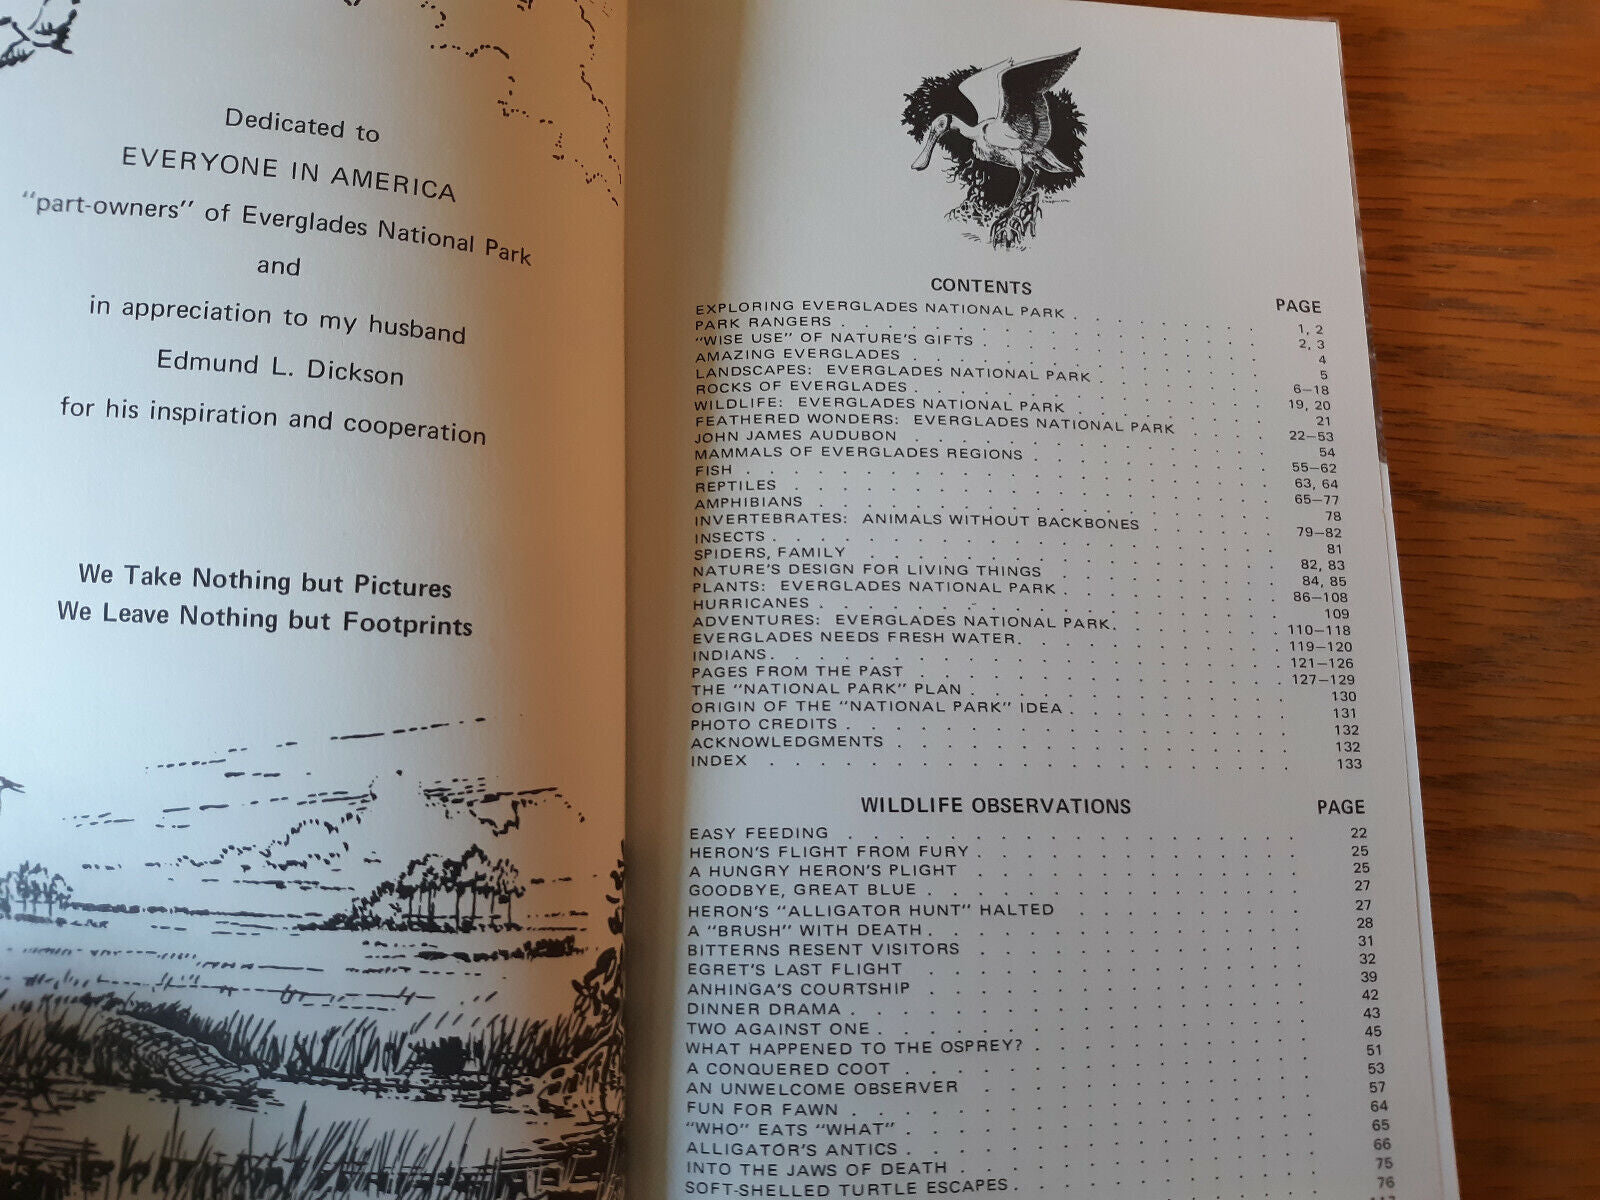 Dedicated to
EVERYONE IN AMERICA
"part-owners" of Everglades National Park
and
in appreciation to my husband
Edmund L. Dickson
for his inspiration and cooperation
We Take Nothing but Pictures
We Leave Nothing but Footprints
CONTENTS PAGE
EXPLORING EVERGLADES NATIONAL PARK 1, 2
PARK RANGERS 2, 3
"WISE USE" OF NATURE'S GIFTS 4
AMAZING EVERGLADES 5
LANDSCAPES: EVERGLADES NATIONAL PARK 6–18
ROCKS OF EVERGLADES 19, 20
WILDLIFE: EVERGLADES NATIONAL PARK 21
FEATHERED WONDERS: EVERGLADES NATIONAL PARK 22–53
JOHN JAMES AUDUBON 54
MAMMALS OF EVERGLADES REGIONS 55–62
FISH 63, 64
REPTILES 65–77
AMPHIBIANS 78
INVERTEBRATES: ANIMALS WITHOUT BACKBONES 79–82
INSECTS 81
SPIDERS, FAMILY 82, 83
NATURE'S DESIGN FOR LIVING THINGS 84, 85
PLANTS: EVERGLADES NATIONAL PARK 86–108
HURRICANES 109
ADVENTURES: EVERGLADES NATIONAL PARK 110–118
EVERGLADES NEEDS FRESH WATER 119–120
INDIANS 121–126
PAGES FROM THE PAST 127–129
THE "NATIONAL PARK" PLAN 130
ORIGIN OF THE "NATIONAL PARK" IDEA 131
PHOTO CREDITS 132
ACKNOWLEDGMENTS 132
INDEX 133
WILDLIFE OBSERVATIONS PAGE
EASY FEEDING 22
HERON'S FLIGHT FROM FURY 25
A HUNGRY HERON'S PLIGHT 25
GOODBYE, GREAT BLUE 27
HERON'S "ALLIGATOR HUNT" HALTED 27
A "BRUSH" WITH DEATH 28
BITTERNS RESENT VISITORS 31
EGRET'S LAST FLIGHT 32
ANHINGA'S COURTSHIP 39
DINNER DRAMA 42
TWO AGAINST ONE 43
WHAT HAPPENED TO THE OSPREY? 45
A CONQUERED COOT 51
AN UNWELCOME OBSERVER 53
FUN FOR FAWN 57
"WHO" EATS "WHAT" 64
ALLIGATOR'S ANTICS 65
INTO THE JAWS OF DEATH 66
SOFT-SHELLED TURTLE ESCAPES 75
76